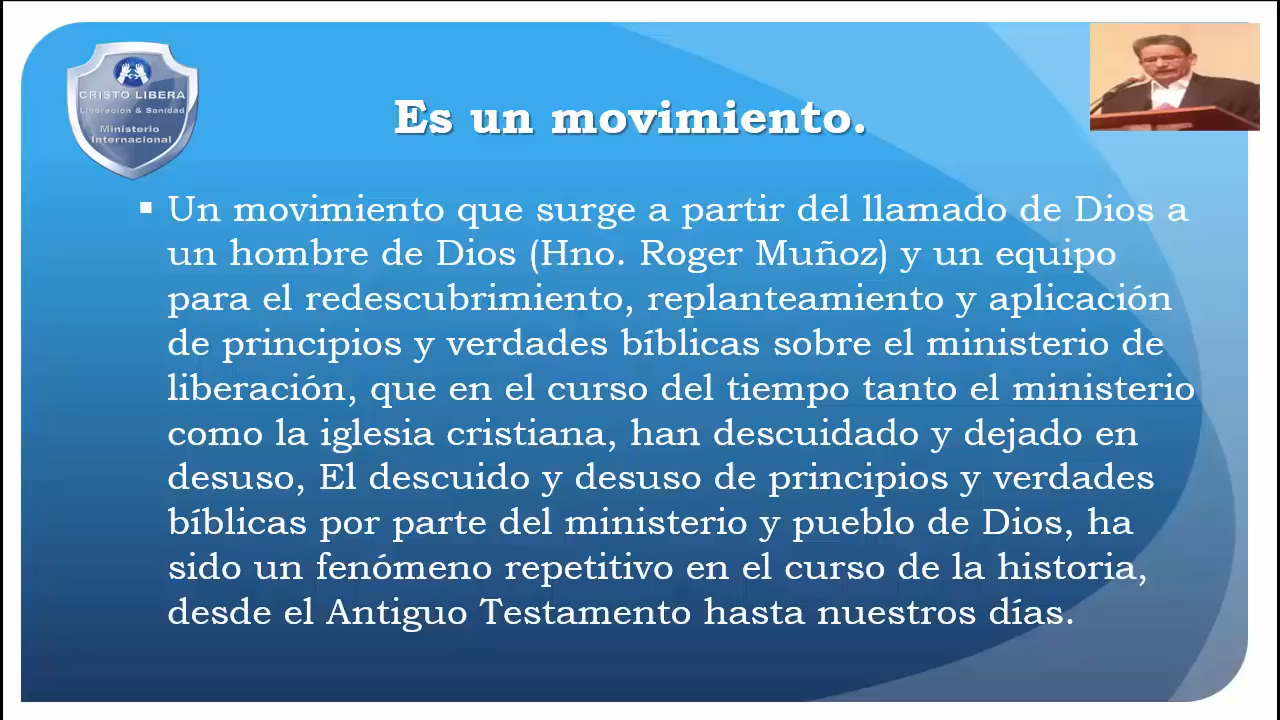 CRISTO LIBERA
Liberación & Sanidad
Ministerio
Internacional
Es un movimiento.
Un movimiento que surge a partir del llamado de Dios a
un hombre de Dios (Hno. Roger Muñoz) y un equipo
para el redescubrimiento, replanteamiento y aplicación
de principios y verdades bíblicas sobre el ministerio de
liberación, que en el curso del tiempo tanto el ministerio
como la iglesia cristiana, han descuidado y dejado en
desuso, El descuido y desuso de principios y verdades
bíblicas por parte del ministerio y pueblo de Dios, ha
sido un fenómeno repetitivo en el curso de la historia,
desde el Antiguo Testamento hasta nuestros días.